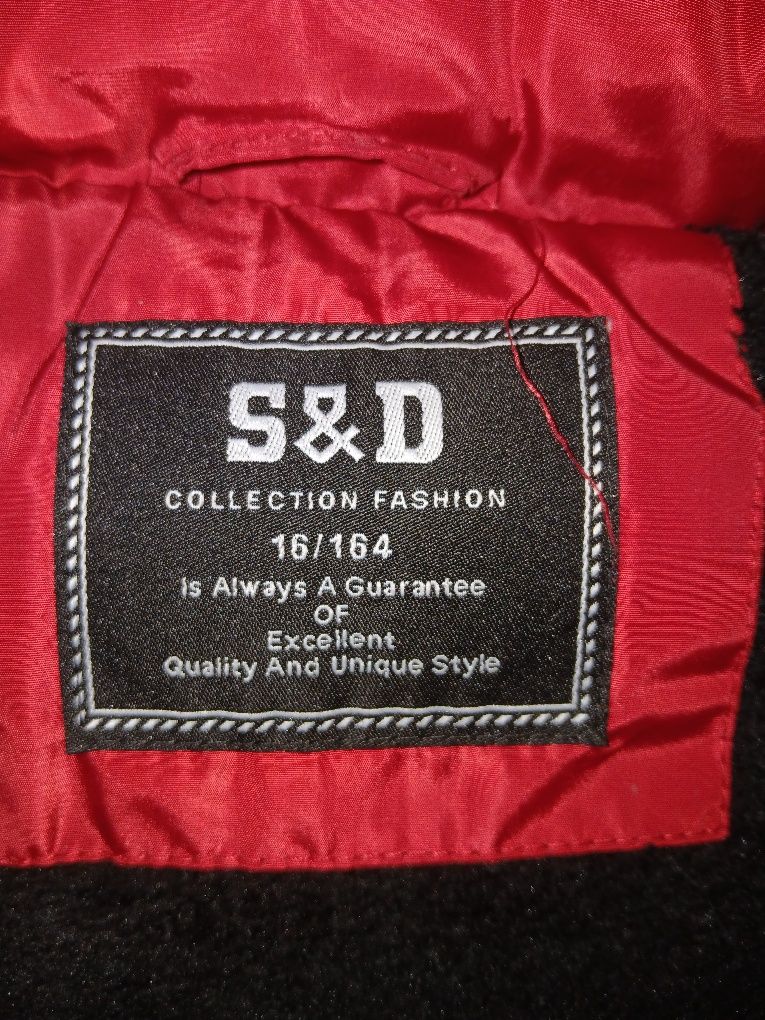 S&D
COLLECTION FASHION
16/164
Is Always A Guarantee
OF
Excellent
Quality And Unique Style